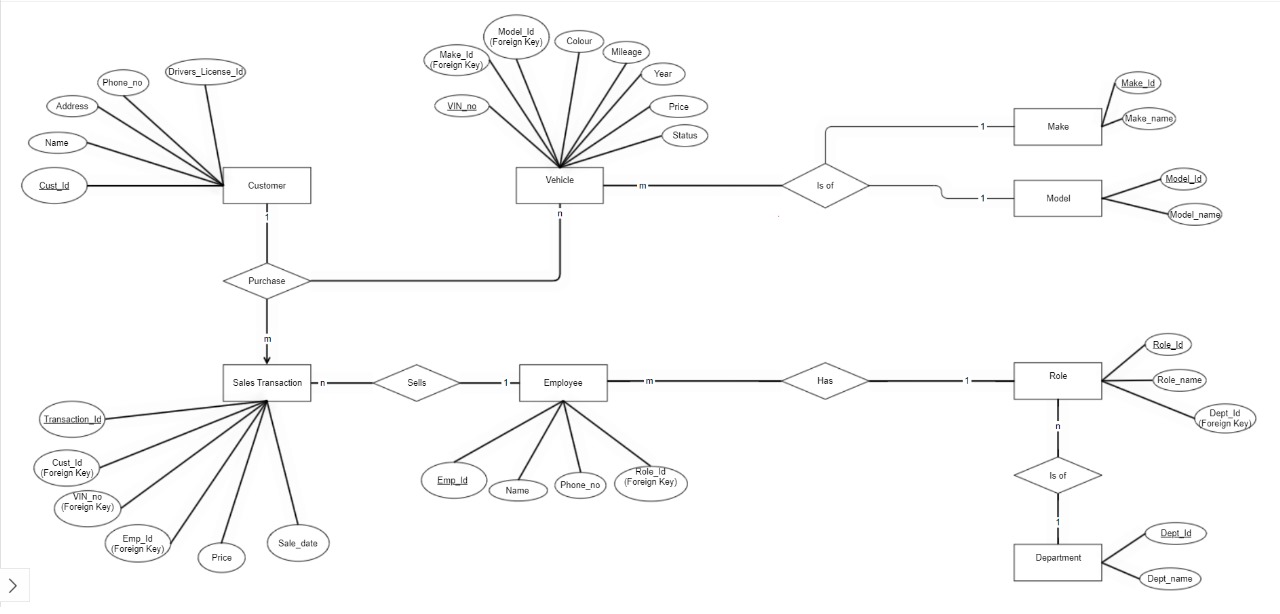 Model_Id
(Foreign Key)
Colour
Mileage
Make_Id
(Foreign Key)
Year
VIN_no
Price
Status
Drivers_License_Id
Phone_no
Address
Name
Cust_Id
Customer
Vehicle
m
Is of
1
Make
Make_Id
Make_name
1
Model
Model_Id
Model_name
1
n
Purchase
m
Sales Transaction
n
Sells
1
Employee
m
Has
1
Role
Role_Id
Role_name
Dept_Id
(Foreign Key)
Transaction_Id
Cust_Id
(Foreign Key)
VIN_no
(Foreign Key)
Emp_Id
(Foreign Key)
Price
Sale_date
Emp_Id
Name
Phone_no
Role_Id
(Foreign Key)
n
Is of
1
Department
Dept_Id
Dept_name